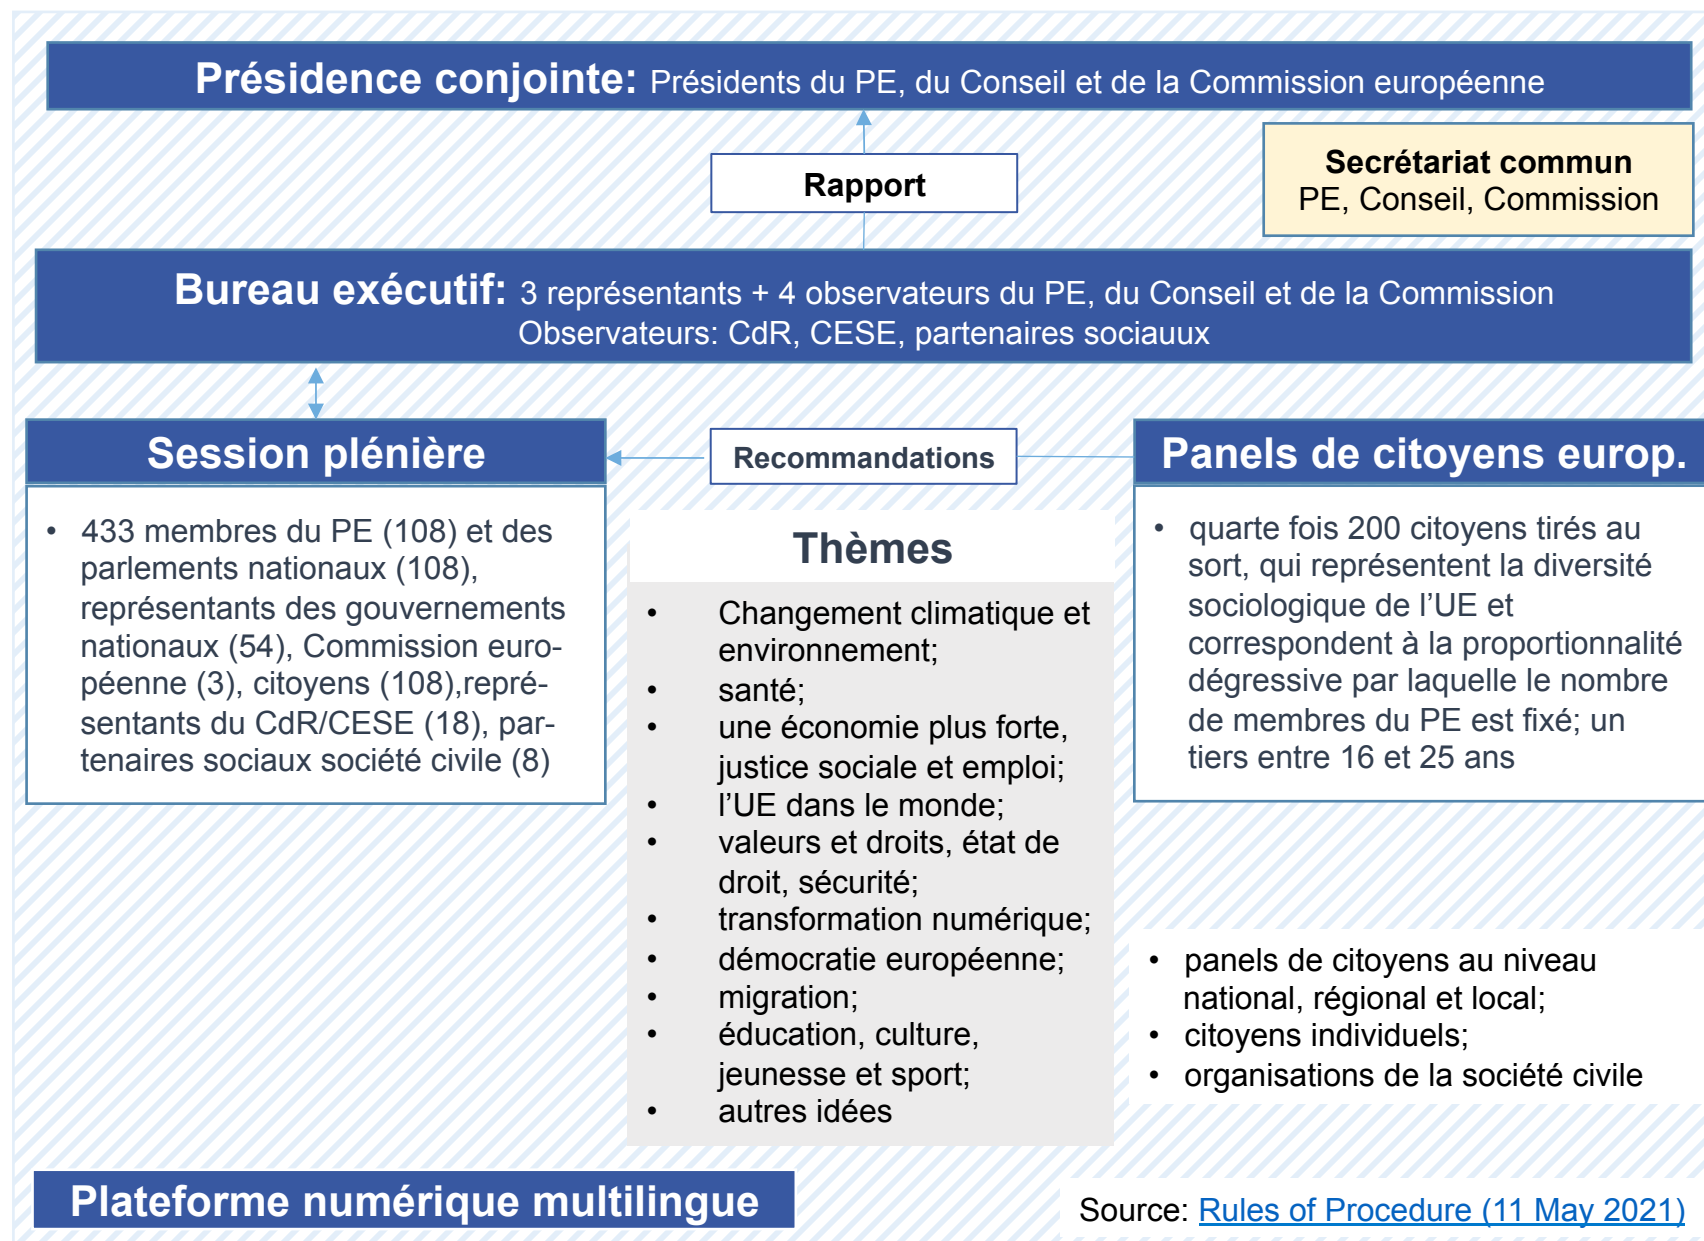 Présidence conjointe: Présidents du PE, du Conseil et de la Commission européenne
Rapport
Secrétariat commun
PE, Conseil, Commission
Bureau exécutif: 3 représentants + 4 observateurs du PE, du Conseil et de la Commission
Observateurs: CdR, CESE, partenaires sociauux
Session plénière
• 433 membres du PE (108) et des
parlements nationaux (108),
représentants des gouvernements
nationaux (54), Commission euro-
péenne (3), citoyens (108),repré-
sentants du CdR/CESE (18), par-
tenaires sociaux société civile (8)
Recommandations
Thèmes
• Changement climatique et
environnement;
• santé;
• une économie plus forte,
justice sociale et emploi;
• l’UE dans le monde;
• valeurs et droits, état de
droit, sécurité;
• transformation numérique;
• démocratie européenne;
• migration;
• éducation, culture,
jeunesse et sport;
• autres idées
Panels de citoyens europ.
• quarte fois 200 citoyens tirés au
sort, qui représentent la diversité
sociologique de l’UE et
correspondent à la proportionnalité
dégressive par laquelle le nombre
de membres du PE est fixé; un
tiers entre 16 et 25 ans
• panels de citoyens au niveau
national, régional et local;
• citoyens individuels;
• organisations de la société civile
Plateforme numérique multilingue
Source: Rules of Procedure (11 May 2021)